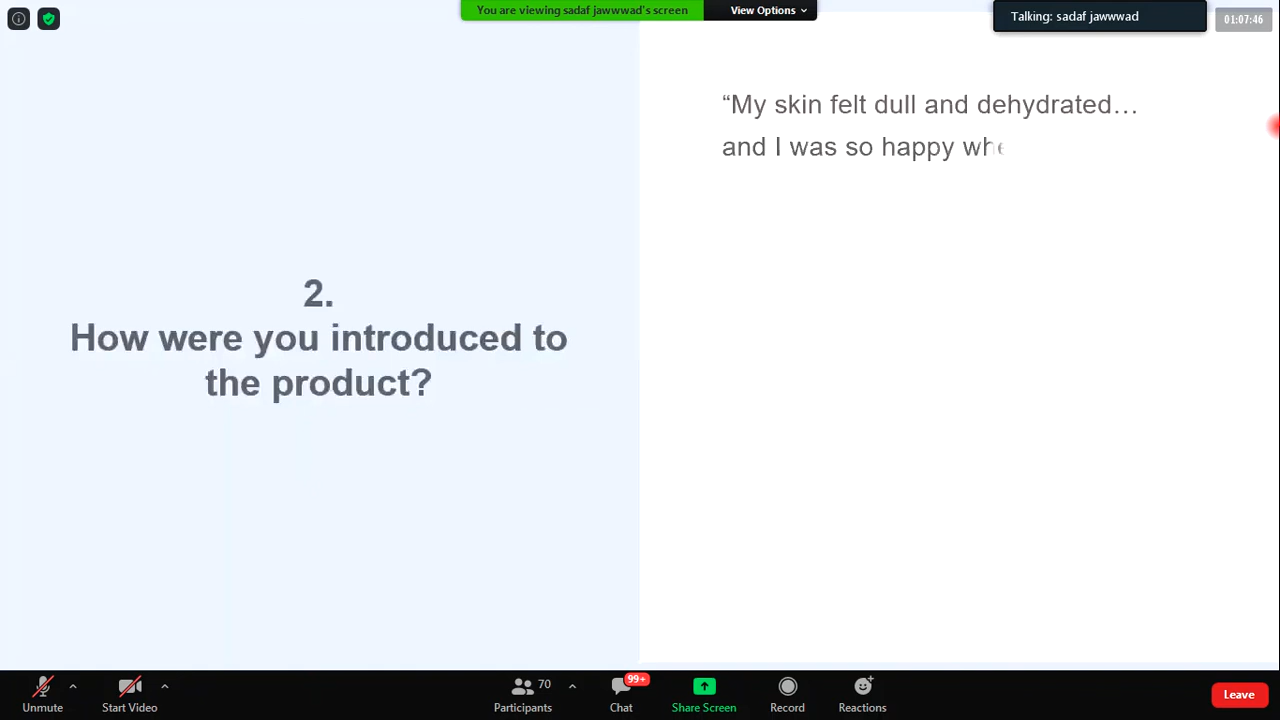 You are viewing sadaf jawwwad's screen
View Options
Talking: sadaf jawwwad
01:07:46
“My skin felt dull and dehydrated…
and I was so happy whe
2.
How were you introduced to
the product?
Unmute
Start Video
70
Participants
99+
Chat
Share Screen
Record
Reactions
Leave